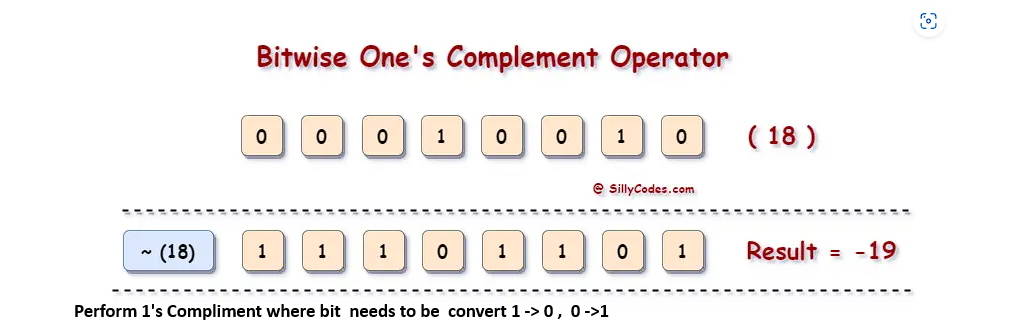 Bitwise One's Complement Operator
0 0 0 1 0 0 1 0 ( 18 )
@ SillyCodes.com
~ (18) 1 1 1 0 1 1 0 1 Result = -19
Perform 1's Compliment where bit needs to be convert 1 -> 0 , 0 ->1